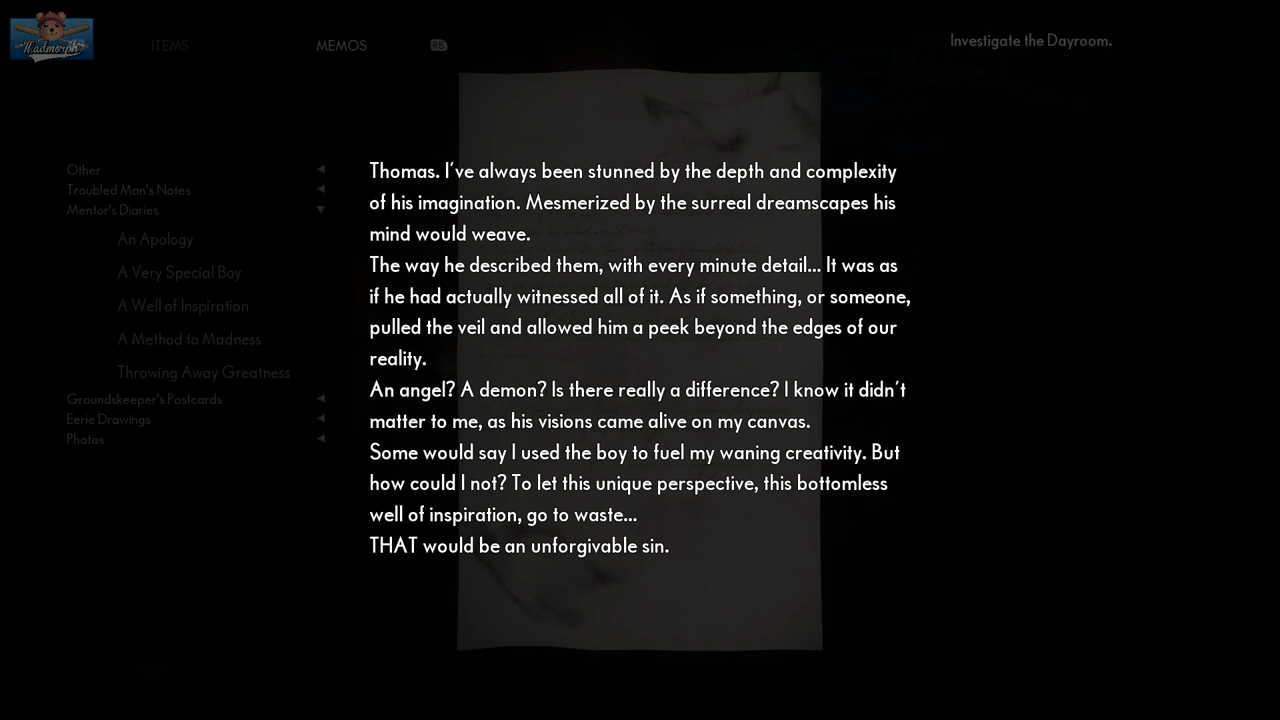 Madmorph
ITEMS
MEMOS
RB
Investigate the Dayroom.
Other
Troubled Man's Notes
Mentor's Diaries
An Apology
A Very Special Boy
A Well of Inspiration
A Method to Madness
Throwing Away Greatness
Groundskeeper's Postcards
Eerie Drawings
Photos
Thomas. I've always been stunned by the depth and complexity
of his imagination. Mesmerized by the surreal dreamscapes his
mind would weave.
The way he described them, with every minute detail... It was as
if he had actually witnessed all of it. As if something, or someone,
pulled the veil and allowed him a peek beyond the edges of our
reality.
An angel? A demon? Is there really a difference? I know it didn't
matter to me, as his visions came alive on my canvas.
Some would say I used the boy to fuel my waning creativity. But
how could I not? To let this unique perspective, this bottomless
well of inspiration, go to waste...
THAT would be an unforgivable sin.